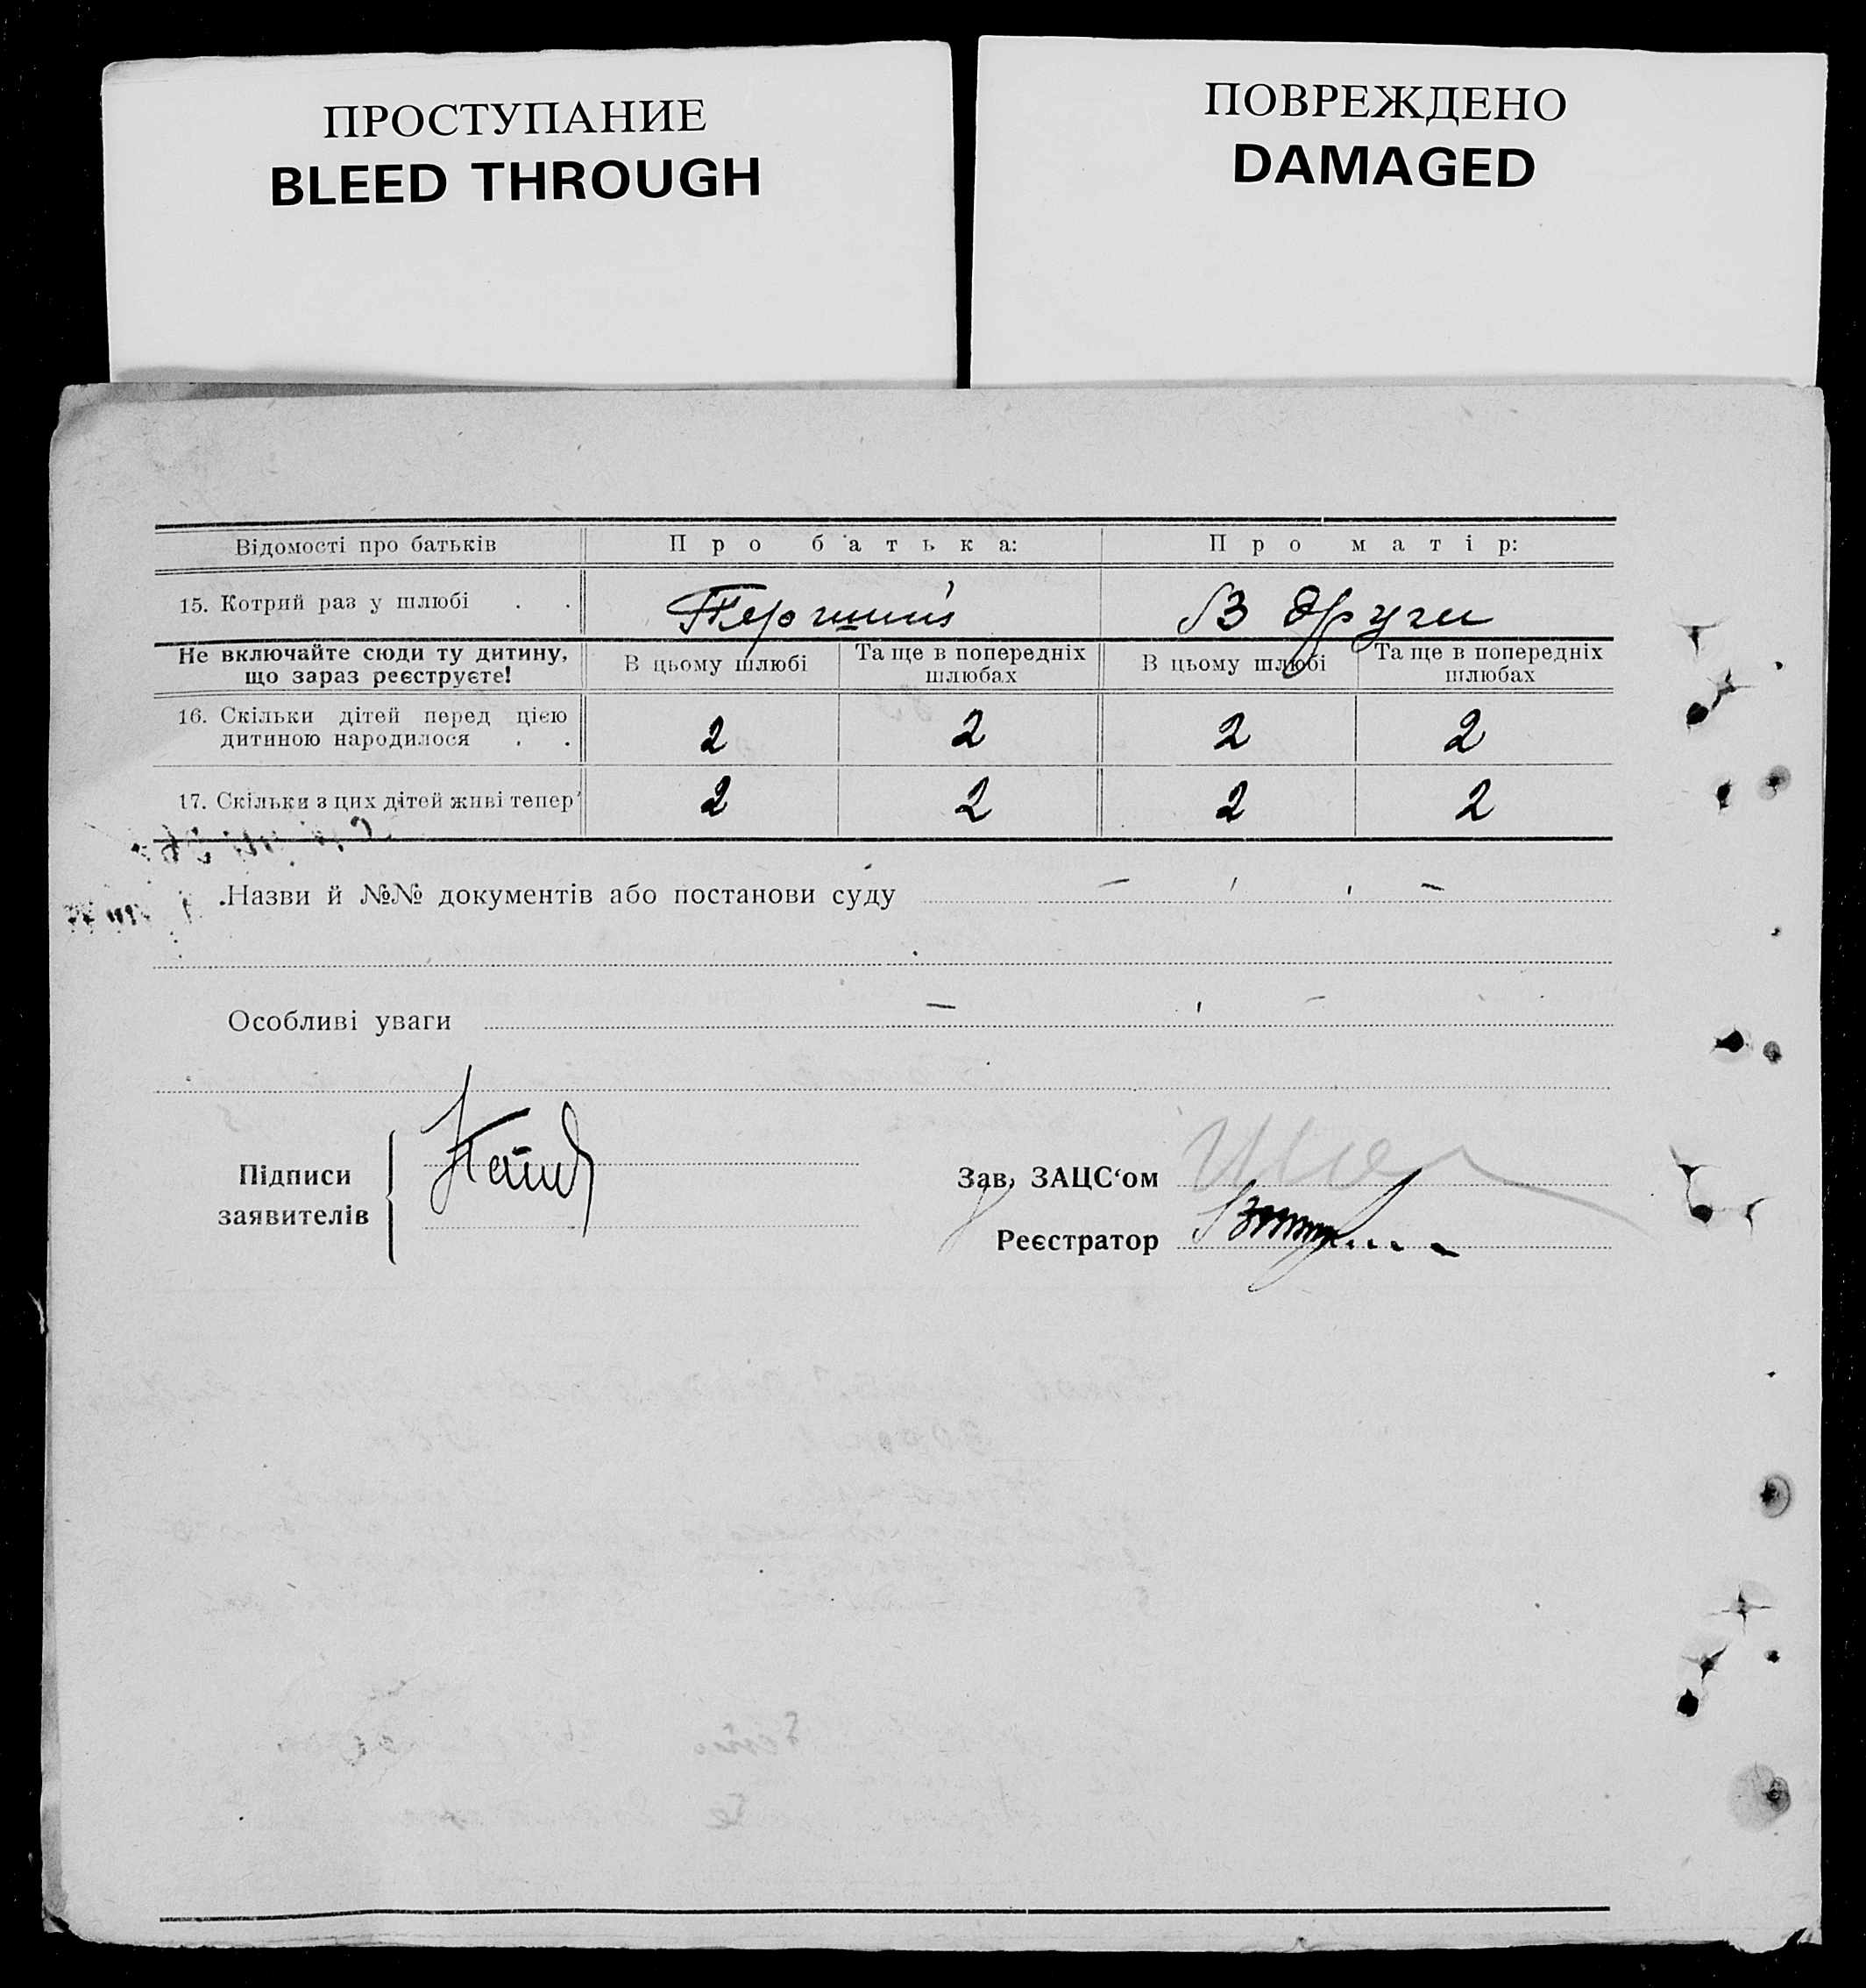 ПРОСТУПАНИЕ
BLEED THROUGH
ПОВРЕЖДЕНО
DAMAGED
Відомості про батьків Про батька: Про матір:
15. Котрий раз у шлюбі . . Перший В други
Не включайте сюди ту дитину, що зараз реєструєте! В цьому шлюбі Та ще в попередніх шлюбах В цьому шлюбі Та ще в попередніх шлюбах
16. Скільки дітей перед цією дитиною народилося . . 2 2 2 2
17. Скільки з цих дітей живі тепер 2 2 2 2
Назви й №№ документів або постанови суду
Особливі уваги
Підписи заявителів
Зав. ЗАЦС‘ом
Реєстратор